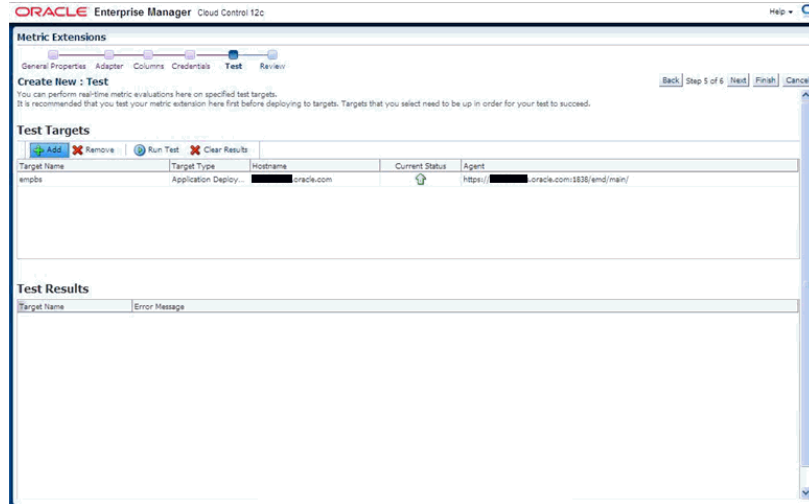 ORACLE Enterprise Manager Cloud Control 12c Help
Metric Extensions
General Properties Adapter Columns Credentials Test Review
Create New : Test
Back Step 5 of 6 Next Finish Cancel
You can perform real-time metric evaluations here on specified test targets.
It is recommended that you test your metric extension here first before deploying to targets. Targets that you select need to be up in order for your test to succeed.
Test Targets
Add Remove Run Test Clear Results
Target Name Target Type Hostname Current Status Agent
empbs Application Deploy... .oracle.com https:// .oracle.com:1838/emd/main/
Test Results
Target Name Error Message